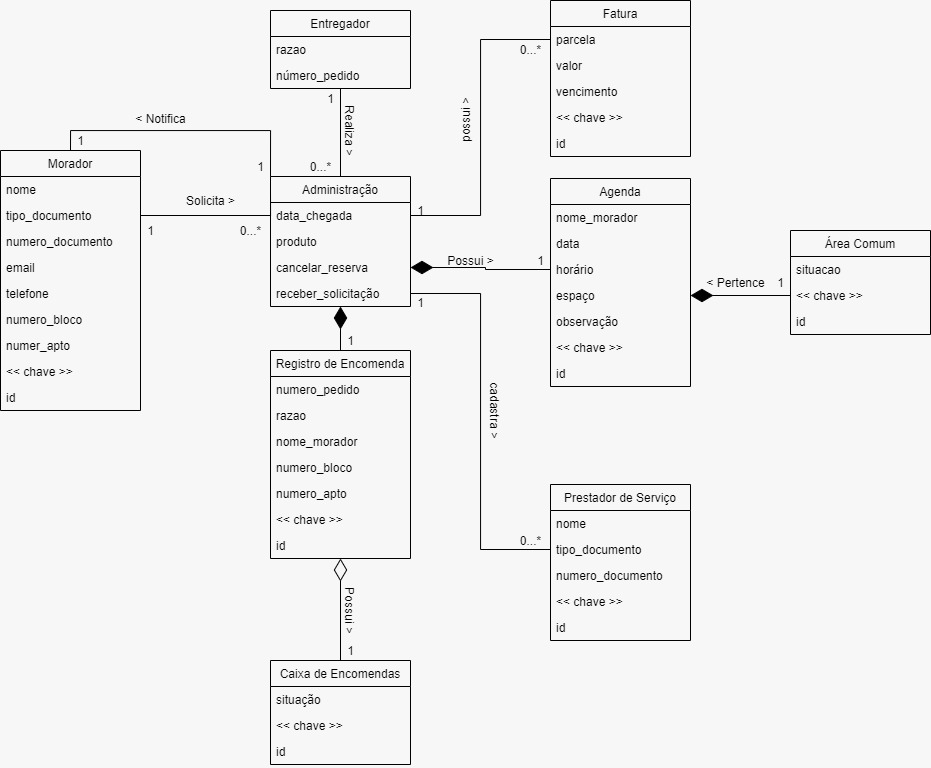 Entregador
razao
número_pedido
1
Realiza >
0...*
Fatura
parcela
valor
vencimento
<< chave >>
id
0...*
possui >
1
< Notifica
1
1
Morador
nome
tipo_documento
numero_documento
email
telefone
numero_bloco
numer_apto
<< chave >>
id
Solicita >
1
0...*
Administração
data_chegada
produto
cancelar_reserva
receber_solicitação
Possui >
1
Agenda
nome_morador
data
horário
espaço
observação
<< chave >>
id
< Pertence
1
Área Comum
situacao
<< chave >>
id
1
cadastra >
0...*
1
Registro de Encomenda
numero_pedido
razao
nome_morador
numero_bloco
numero_apto
<< chave >>
id
Possui >
1
Caixa de Encomendas
situação
<< chave >>
id
Prestador de Serviço
nome
tipo_documento
numero_documento
<< chave >>
id